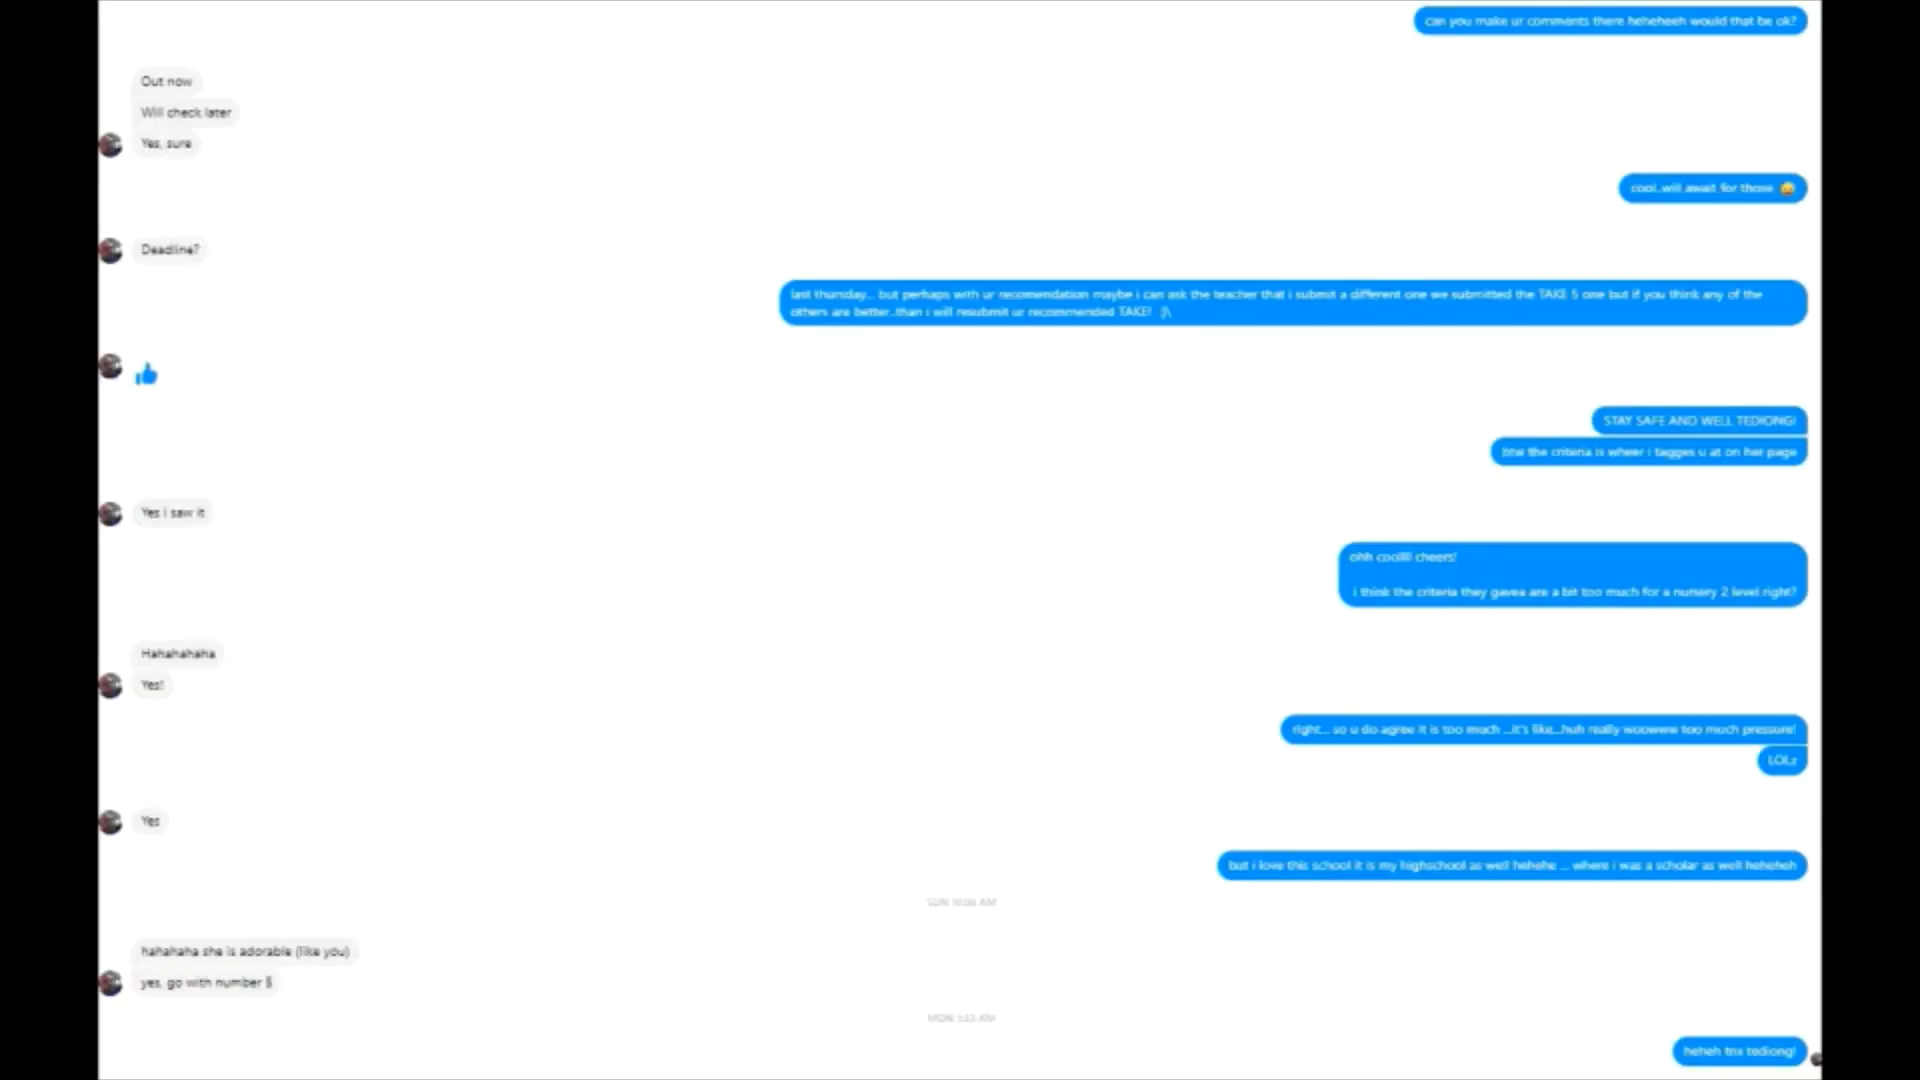 can you make ur comments there heheheeh would that be ok?
Out now
Will check later
Yes, sure
cool..will await for those
Deadline?
last thursday... but perhaps with ur recomendation maybe i can ask the teacher that i submit a different one we submitted the TAKE 5 one but if you think any of the
others are better..than i will resubmit ur recommended TAKE! :)\
STAY SAFE AND WELL TEDIONG!
btw the criteria is wheer i tagges u at on her page
Yes i saw it
ohh coollll cheers!
i think the criteria they gavea are a bit too much for a nursery 2 level right?
Hahahahaha
Yes!
right... so u do agree it is too much ...it's like...huh really woowww too much pressure!
LOLz
Yes
but i love this school it is my highschool as well hehehe ... where i was a scholar as well heheheh
SUN AM
hahahaha she is adorable (like you)
yes, go with number 5
MON AM
heheh tnx tediong!